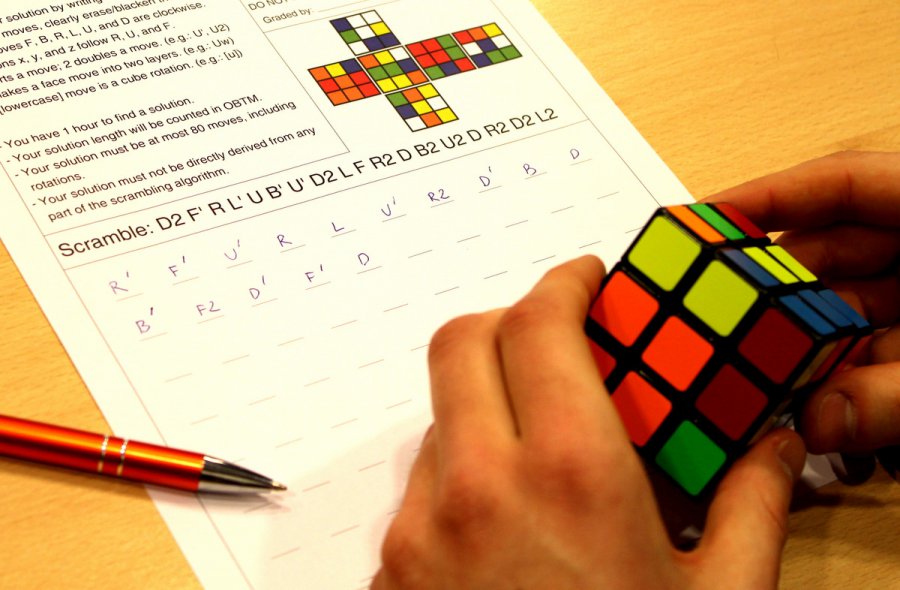 r solution by writing
moves, clearly erase/blacken
oves F, B, R, L, U, and D are clockwise.
ns x, y, and z follow R, U, and F.
rts a move; 2 doubles a move. (e.g.: U', U2)
akes a face move into two layers. (e.g.: Uw)
[lowercase] move is a cube rotation. (e.g.: [u])
DO NO
Graded by:
- You have 1 hour to find a solution.
- Your solution length will be counted in OBTM.
- Your solution must be at most 80 moves, including
rotations.
- Your solution must not be directly derived from any
part of the scrambling algorithm.
Scramble: D2 F' R L' U B' U' D2 L F R2 D B2 U2 D R2 D2 L2
R' F' U' R L U' R2 D' B D
B' F2 D' F' D